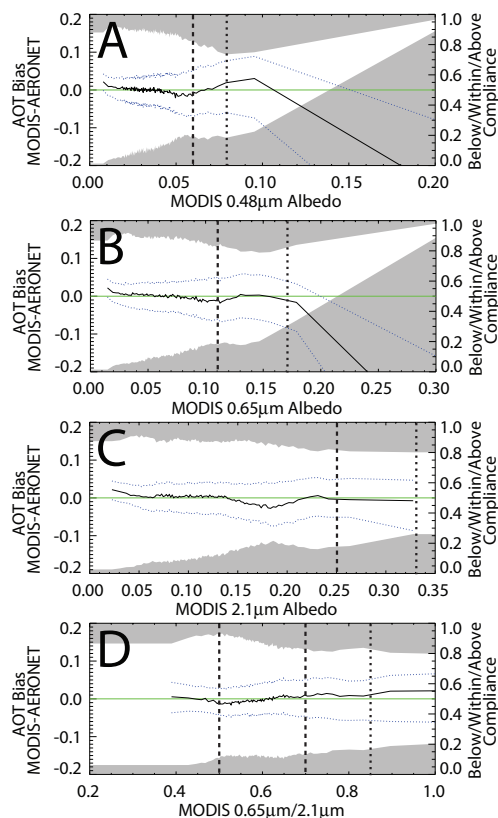 A
0.2
0.1
0.0
-0.1
-0.2
AOT Bias
MODIS-AERONET
1.0
0.8
0.6
0.4
0.2
0.0
Below/Within/Above
Compliance
0.00 0.05 0.10 0.15 0.20
MODIS 0.48µm Albedo
B
0.2
0.1
0.0
-0.1
-0.2
AOT Bias
MODIS-AERONET
1.0
0.8
0.6
0.4
0.2
0.0
Below/Within/Above
Compliance
0.00 0.05 0.10 0.15 0.20 0.25 0.30
MODIS 0.65µm Albedo
C
0.2
0.1
0.0
-0.1
-0.2
AOT Bias
MODIS-AERONET
1.0
0.8
0.6
0.4
0.2
0.0
Below/Within/Above
Compliance
0.00 0.05 0.10 0.15 0.20 0.25 0.30 0.35
MODIS 2.1µm Albedo
D
0.2
0.1
0.0
-0.1
-0.2
AOT Bias
MODIS-AERONET
1.0
0.8
0.6
0.4
0.2
0.0
Below/Within/Above
Compliance
0.2 0.4 0.6 0.8 1.0
MODIS 0.65µm/2.1µm